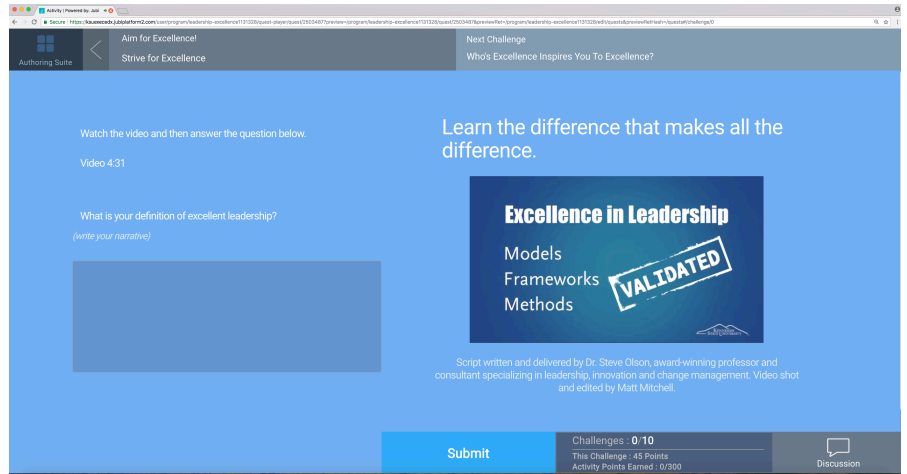 Activity | Powered by: Jubi
Secure
Authoring Suite
Aim for Excellence!
Strive for Excellence
Next Challenge
Who's Excellence Inspires You To Excellence?
Watch the video and then answer the question below.
Video 4:31
What is your definition of excellent leadership?
(write your narrative)
Learn the difference that makes all the
difference.
Excellence in Leadership
Models
Frameworks
Methods
VALIDATED
Script written and delivered by Dr. Steve Olson, award-winning professor and
consultant specializing in leadership, innovation and change management. Video shot
and edited by Matt Mitchell.
Submit
Challenges : 0/10
This Challenge : 45 Points
Activity Points Earned : 0/300
Discussion